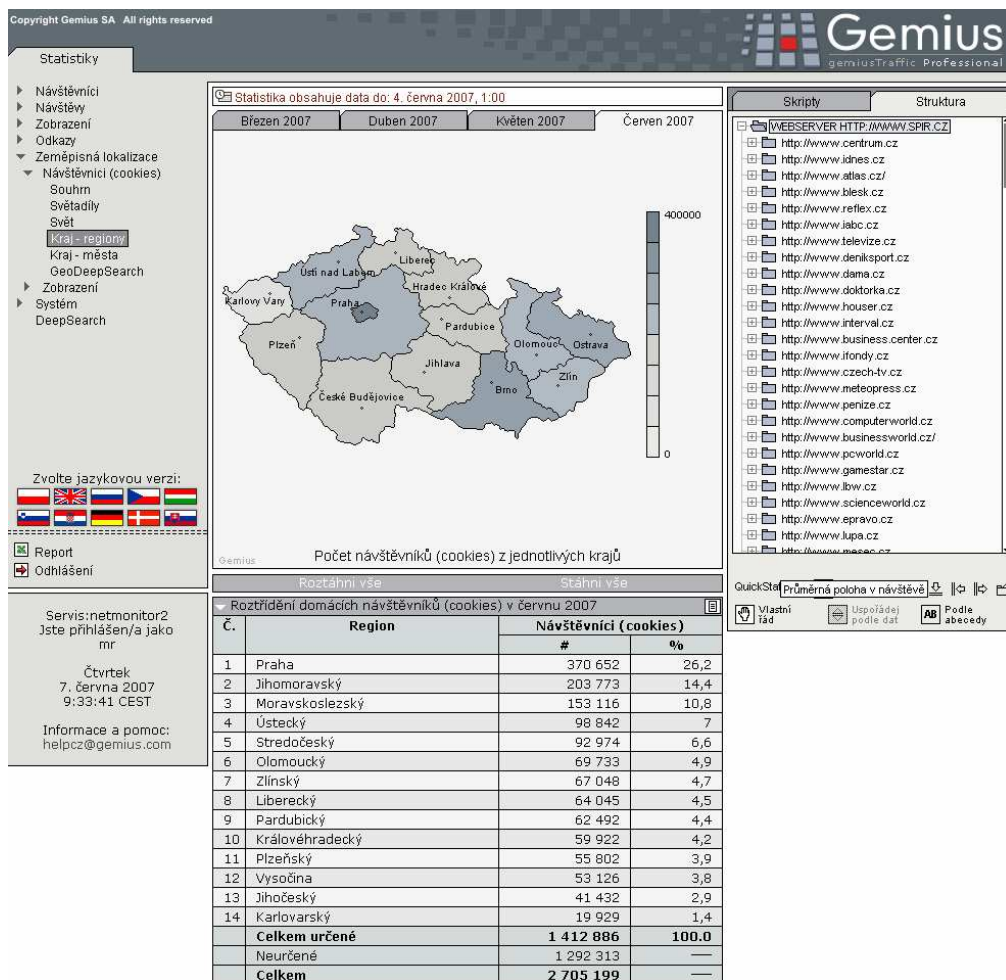 Copyright Gemius SA All rights reserved
Gemius
gemiusTraffic Professional
Statistiky
Návštěvníci
Návštěvy
Zobrazení
Odkazy
Zeměpisná lokalizace
Návštěvníci (cookies)
Souhrn
Světadíly
Svět
Kraj - regiony
Kraj - města
GeoDeepSearch
Zobrazení
Systém
DeepSearch
Zvolte jazykovou verzi:
Report
Odhlášení
Servis:netmonitor2
Jste přihlášen/a jako
mr
Čtvrtek
7. června 2007
9:33:41 CEST
Informace a pomoc:
helpcz@gemius.com
Statistika obsahuje data do: 4. června 2007, 1:00
Březen 2007 Duben 2007 Květen 2007 Červen 2007
400000
Liberec
Ústí nad Labem
Hradec Králové
Karlovy Vary
Praha
Pardubice
Plzeň
Olomouc
Ostrava
Jihlava
Zlín
Brno
České Budějovice
0
Gemius
Počet návštěvníků (cookies) z jednotlivých krajů
Roztáhni vše Stáhni vše
Roztřídění domácích návštěvníků (cookies) v červnu 2007
Č. Region Návštěvníci (cookies)
# %
1 Praha 370 652 26,2
2 Jihomoravský 203 773 14,4
3 Moravskoslezský 153 116 10,8
4 Ústecký 98 842 7
5 Stredočeský 92 974 6,6
6 Olomoucký 69 733 4,9
7 Zlínský 67 048 4,7
8 Liberecký 64 045 4,5
9 Pardubický 62 492 4,4
10 Královéhradecký 59 922 4,2
11 Plzeňský 55 802 3,9
12 Vysočina 53 126 3,8
13 Jihočeský 41 432 2,9
14 Karlovarský 19 929 1,4
Celkem určené 1 412 886 100.0
Neurčené 1 292 313 —
Celkem 2 705 199 —
Skripty Struktura
WEBSERVER HTTP://WWW.SPIR.CZ
http://www.centrum.cz
http://www.idnes.cz
http://www.atlas.cz/
http://www.blesk.cz
http://www.reflex.cz
http://www.iabc.cz
http://www.televize.cz
http://www.deniksport.cz
http://www.dama.cz
http://www.doktorka.cz
http://www.houser.cz
http://www.interval.cz
http://www.business.center.cz
http://www.ifondy.cz
http://www.czech-tv.cz
http://www.meteopress.cz
http://www.penize.cz
http://www.computerworld.cz
http://www.businessworld.cz/
http://www.pcworld.cz
http://www.gamestar.cz
http://www.lbw.cz
http://www.scienceworld.cz
http://www.epravo.cz
http://www.lupa.cz
http://www.mesec.cz
Průměrná poloha v návštěvě
Vlastní řád
Uspořádej podle dat
AB Podle abecedy